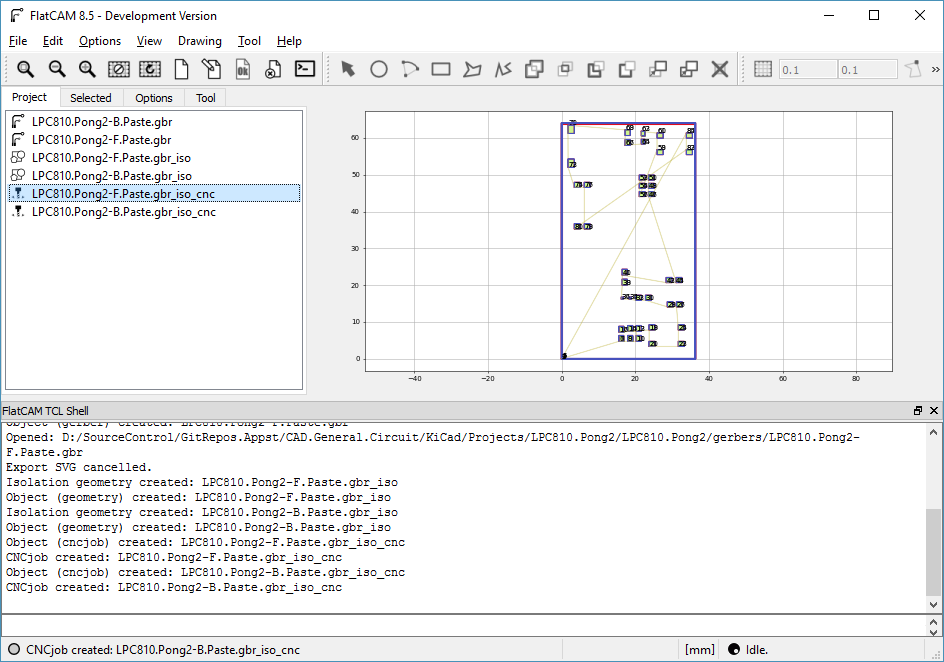 FlatCAM 8.5 - Development Version
File Edit Options View Drawing Tool Help
0.1 0.1
Project Selected Options Tool
LPC810.Pong2-B.Paste.gbr
LPC810.Pong2-F.Paste.gbr
LPC810.Pong2-F.Paste.gbr_iso
LPC810.Pong2-B.Paste.gbr_iso
LPC810.Pong2-F.Paste.gbr_iso_cnc
LPC810.Pong2-B.Paste.gbr_iso_cnc
60
50
40
30
20
10
0
−40 −20 0 20 40 60 80
FlatCAM TCL Shell
Object (gerber) created: LPC810.Pong2-F.Paste.gbr
Opened: D:/SourceControl/GitRepos.Appst/CAD.General.Circuit/KiCad/Projects/LPC810.Pong2/LPC810.Pong2/gerbers/LPC810.Pong2-
F.Paste.gbr
Export SVG cancelled.
Isolation geometry created: LPC810.Pong2-F.Paste.gbr_iso
Object (geometry) created: LPC810.Pong2-F.Paste.gbr_iso
Isolation geometry created: LPC810.Pong2-B.Paste.gbr_iso
Object (geometry) created: LPC810.Pong2-B.Paste.gbr_iso
Object (cncjob) created: LPC810.Pong2-F.Paste.gbr_iso_cnc
CNCjob created: LPC810.Pong2-F.Paste.gbr_iso_cnc
Object (cncjob) created: LPC810.Pong2-B.Paste.gbr_iso_cnc
CNCjob created: LPC810.Pong2-B.Paste.gbr_iso_cnc
CNCjob created: LPC810.Pong2-B.Paste.gbr_iso_cnc [mm] Idle.